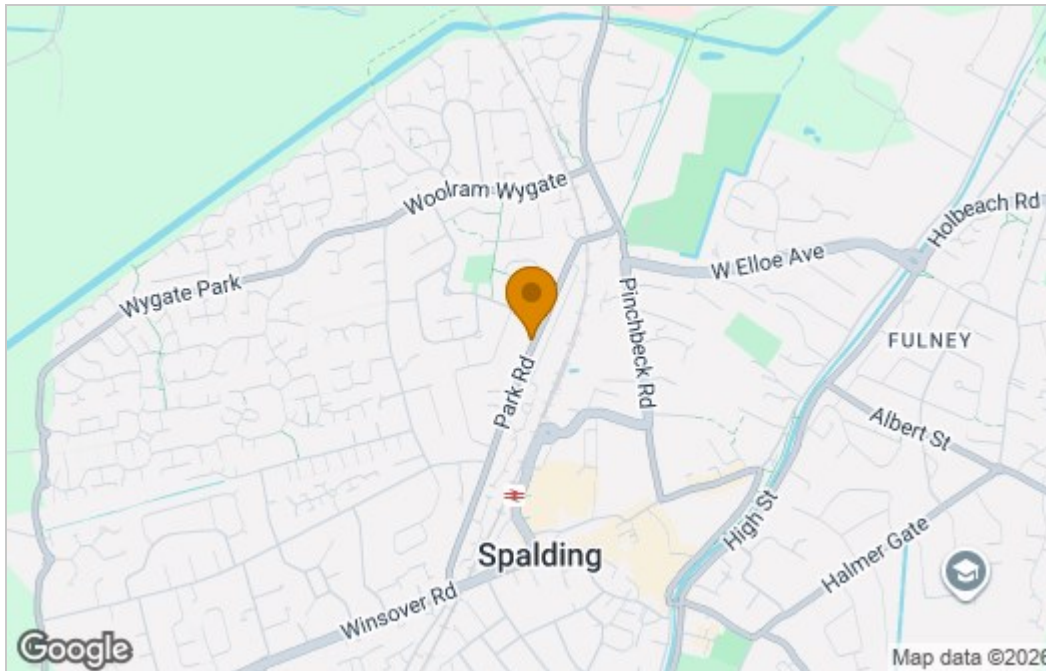 Woolram Wygate
Holbeach Rd
W Elloe Ave
Wygate Park
Pinchbeck Rd
FULNEY
Park Rd
Albert St
High St
Halmer Gate
Spalding
Winsover Rd
Google
Map data ©2026